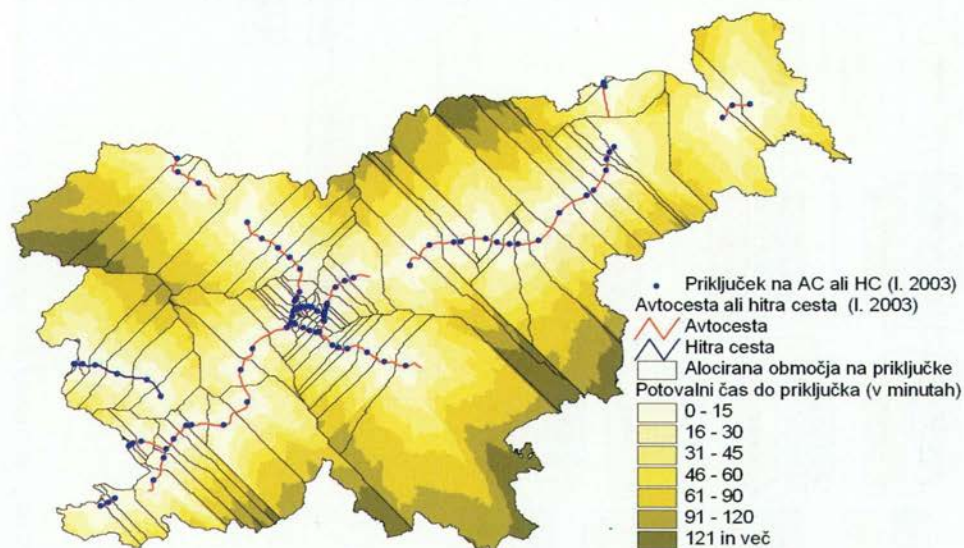 Priključek na AC ali HC (l. 2003)
Avtocesta ali hitra cesta (l. 2003)
Avtocesta
Hitra cesta
Alocirana območja na priključke
Potovalni čas do priključka (v minutah)
0 - 15
16 - 30
31 - 45
46 - 60
61 - 90
91 - 120
121 in več